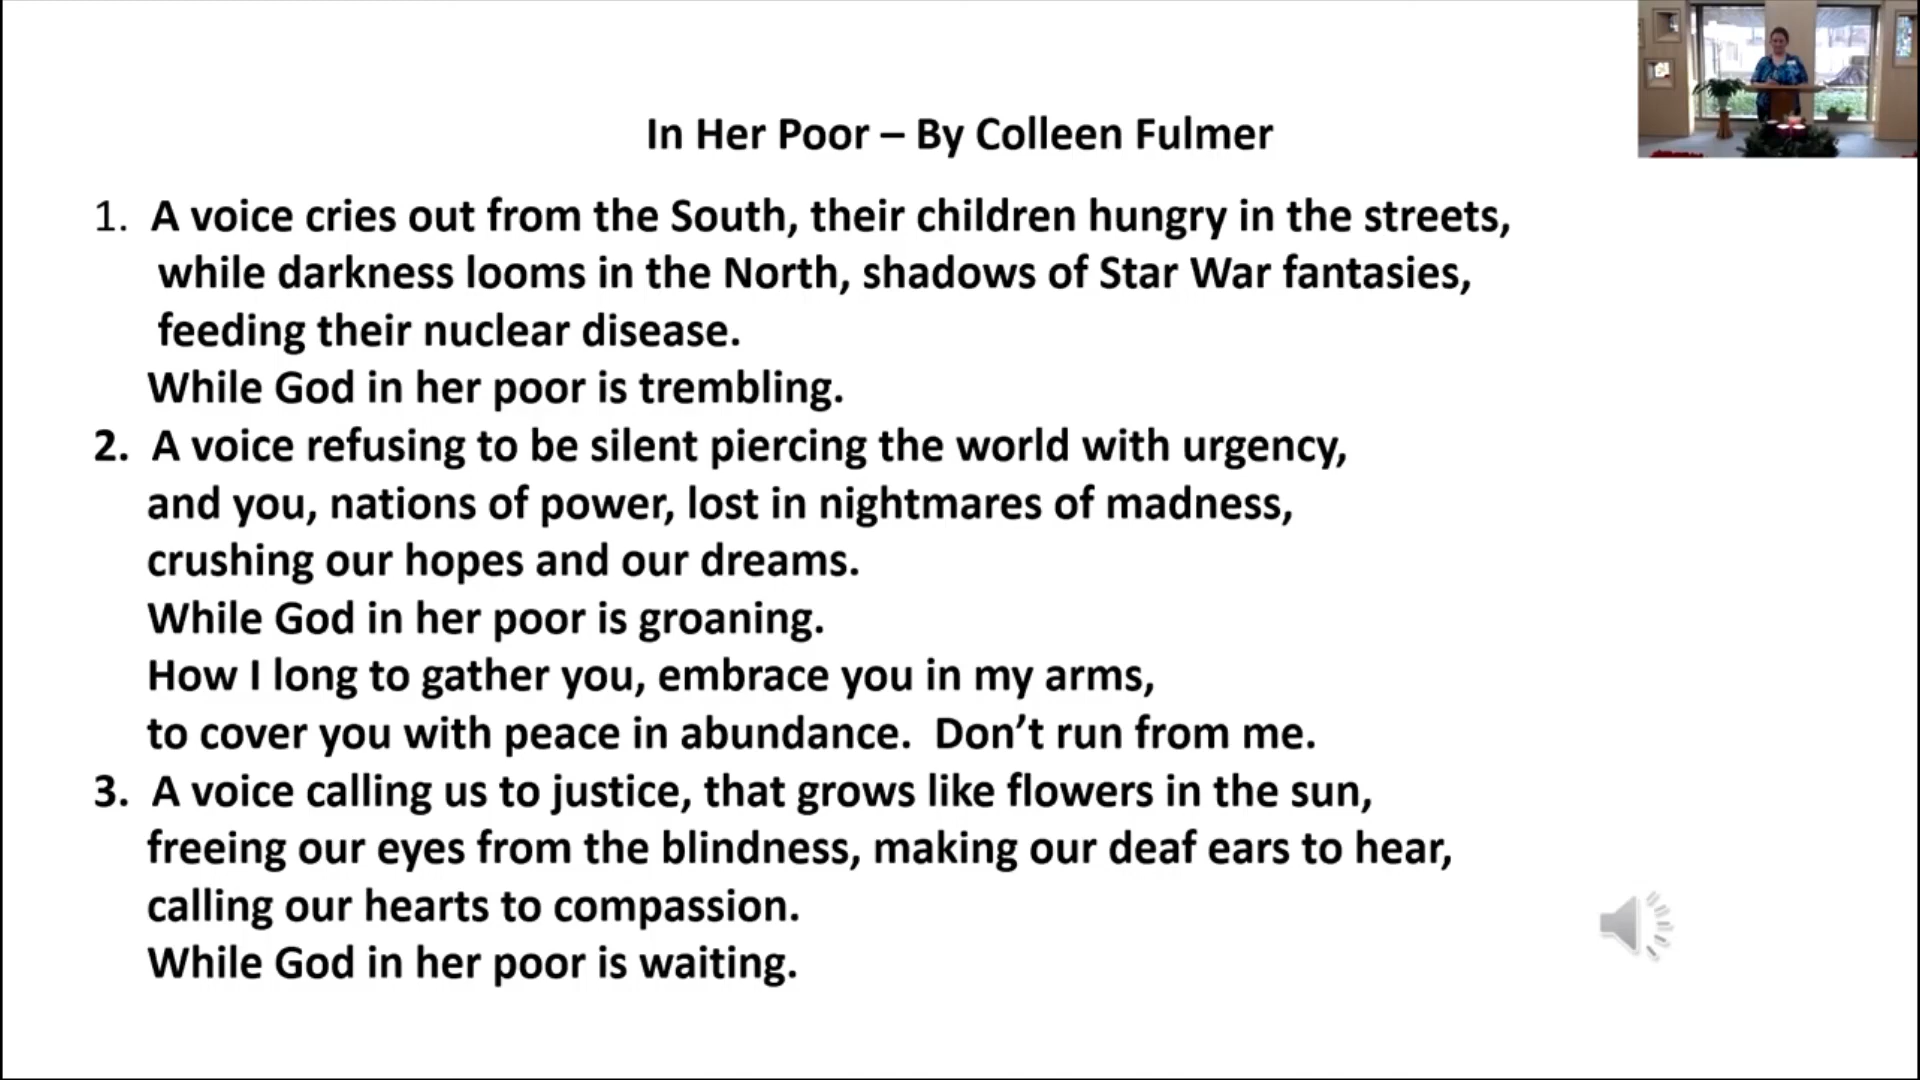 In Her Poor – By Colleen Fulmer
1. A voice cries out from the South, their children hungry in the streets,
while darkness looms in the North, shadows of Star War fantasies,
feeding their nuclear disease.
While God in her poor is trembling.
2. A voice refusing to be silent piercing the world with urgency,
and you, nations of power, lost in nightmares of madness,
crushing our hopes and our dreams.
While God in her poor is groaning.
How I long to gather you, embrace you in my arms,
to cover you with peace in abundance. Don’t run from me.
3. A voice calling us to justice, that grows like flowers in the sun,
freeing our eyes from the blindness, making our deaf ears to hear,
calling our hearts to compassion.
While God in her poor is waiting.